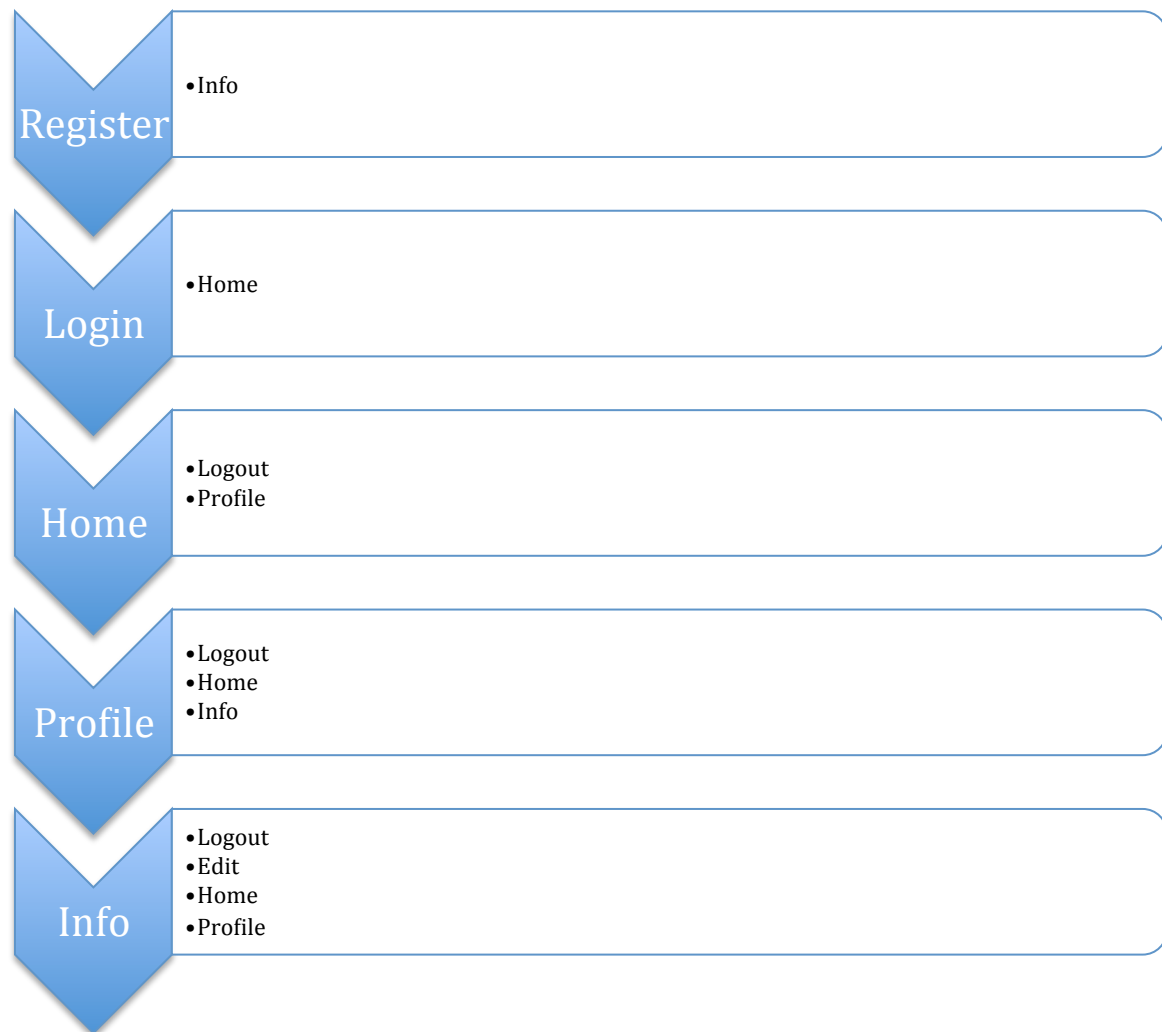 Register
•Info
Login
•Home
Home
•Logout
•Profile
Profile
•Logout
•Home
•Info
Info
•Logout
•Edit
•Home
•Profile